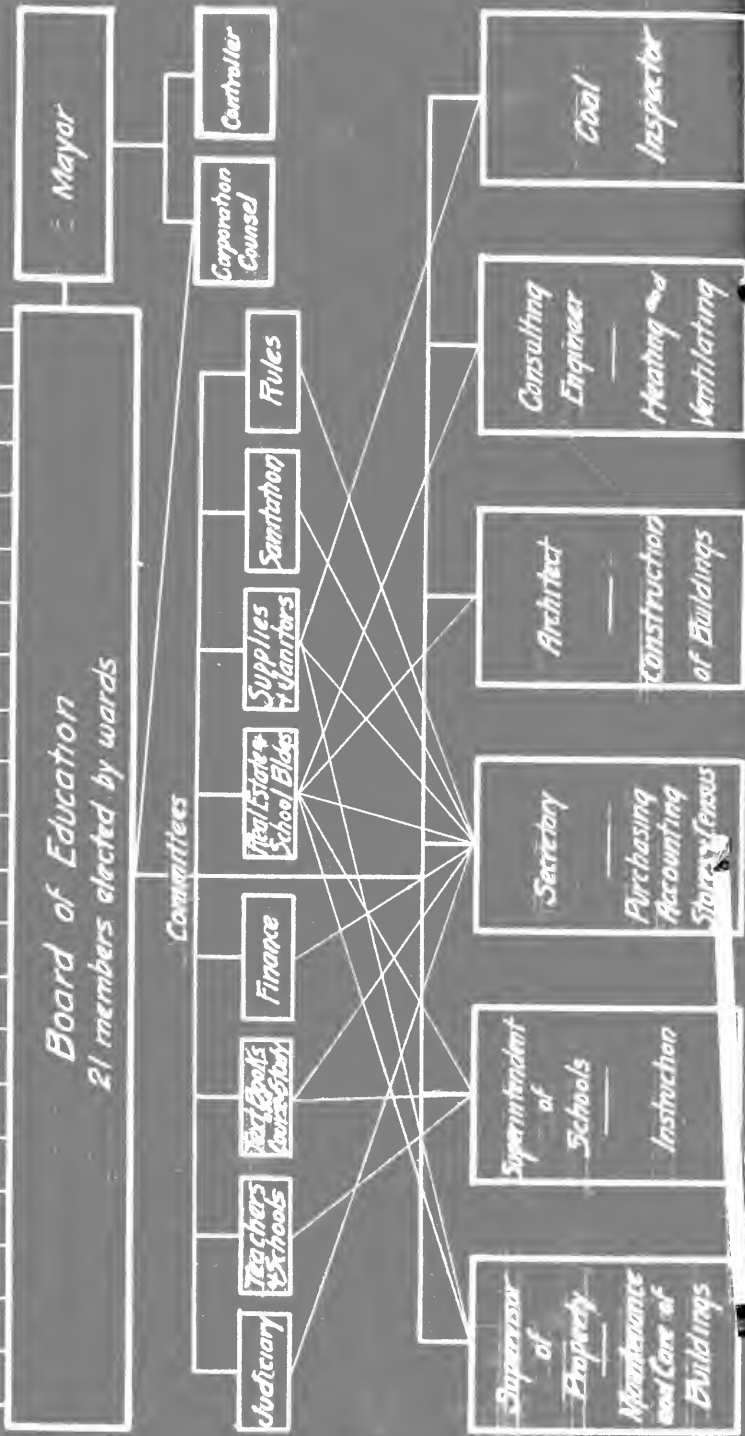 Board of Education
21 members elected by wards
Mayor
Corporation
Counsel
Controller
Committees
Judiciary
Teachers
& Schools
Text Books
Course Study
Finance
Real Estate &
School Bldgs
Supplies
& Janitors
Sanitation
Rules
Supervisor
of
Property
Maintenance
and Care of
Buildings
Superintendent
of
Schools
Instruction
Secretary
Purchasing
Accounting
Census
Architect
Construction
of Buildings
Consulting
Engineer
Heating and
Ventilating
Coal
Inspector